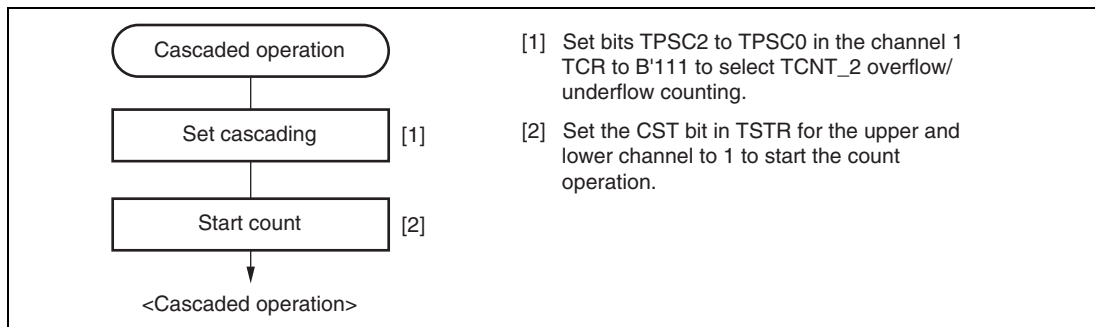 Cascaded operation
Set cascading
[1]
Start count
[2]
<Cascaded operation>
[1] Set bits TPSC2 to TPSC0 in the channel 1
TCR to B'111 to select TCNT_2 overflow/
underflow counting.
[2] Set the CST bit in TSTR for the upper and
lower channel to 1 to start the count
operation.